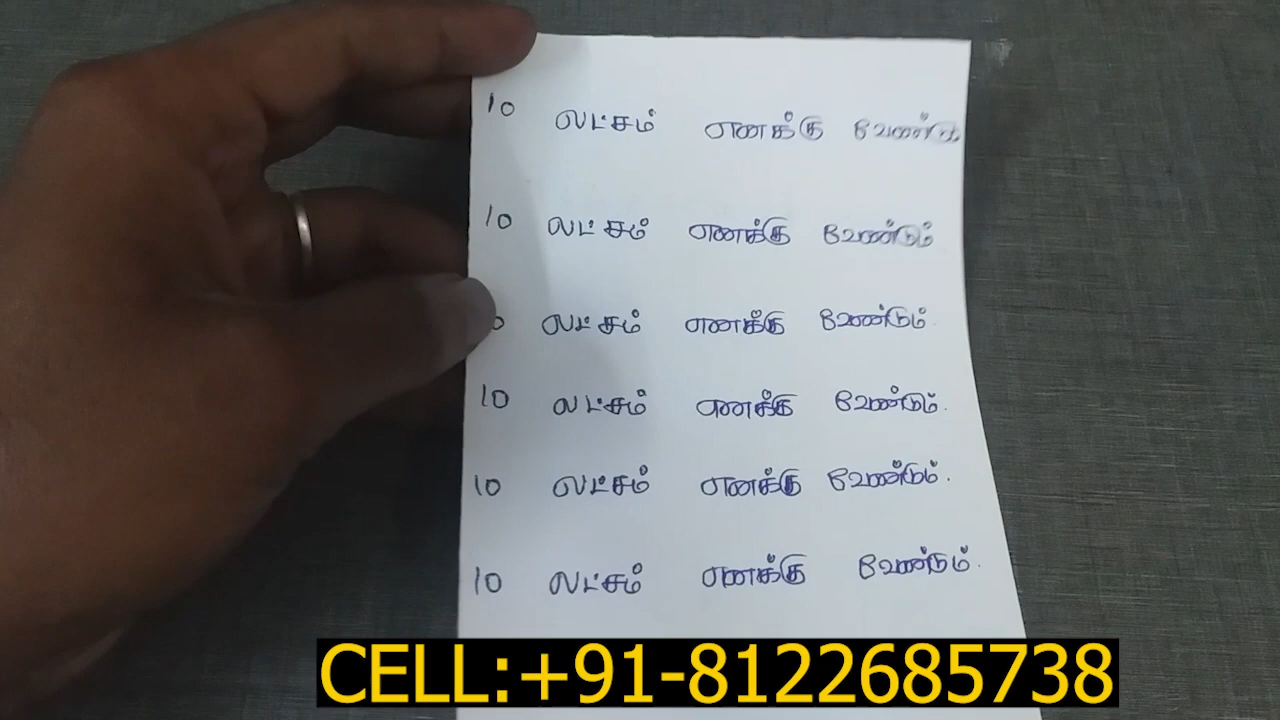 10 லட்சம் எனக்கு வேண்டு
10 லட்சம் எனக்கு வேண்டும்
0 லட்சம் எனக்கு வேண்டும்.
10 லட்சம் எனக்கு வேண்டும்.
10 லட்சம் எனக்கு வேண்டும்.
10 லட்சம் எனக்கு வேண்டும்.
CELL:+91-8122685738